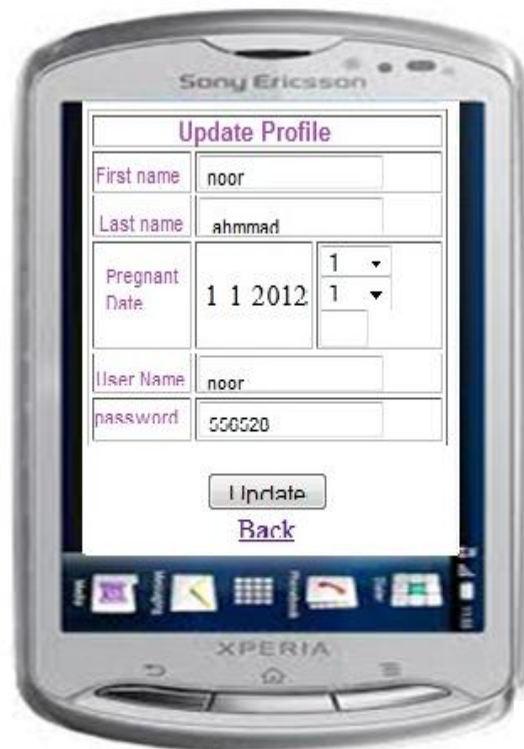 Sony Ericsson
Update Profile
First name noor
Last name ahmmad
Pregnant 1
Date 1 1 2012 1
User Name noor
password 556528
Update
Back
XPERIA